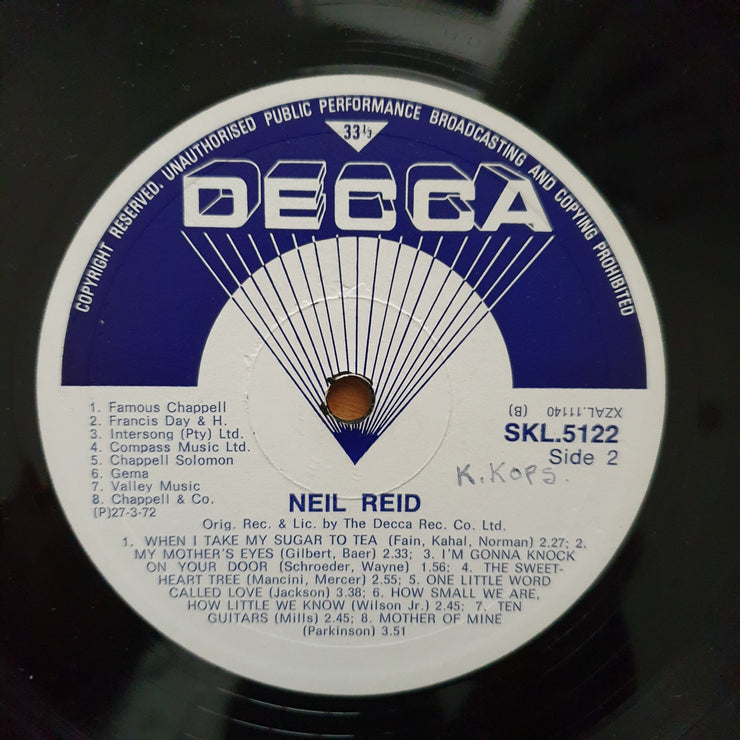 COPYRIGHT RESERVED. UNAUTHORISED PUBLIC PERFORMANCE BROADCASTING AND COPYING PROHIBITED
33 1/3
DECCA
1. Famous Chappell
2. Francis Day & H.
3. Intersong (Pty) Ltd.
4. Compass Music Ltd.
5. Chappell Solomon
6. Gema
7. Valley Music
8. Chappell & Co.
(P)27-3-72
XZAL.11140 (B)
SKL.5122
Side 2
K.KOPS.
NEIL REID
Orig. Rec. & Lic. by The Decca Rec. Co. Ltd.
1. WHEN I TAKE MY SUGAR TO TEA (Fain, Kahal, Norman) 2.27; 2.
MY MOTHER'S EYES (Gilbert, Baer) 2.33; 3. I'M GONNA KNOCK
ON YOUR DOOR (Schroeder, Wayne) 1.56; 4. THE SWEET-
HEART TREE (Mancini, Mercer) 2.55; 5. ONE LITTLE WORD
CALLED LOVE (Jackson) 3.38; 6. HOW SMALL WE ARE,
HOW LITTLE WE KNOW (Wilson Jr.) 2.45; 7. TEN
GUITARS (Mills) 2.45; 8. MOTHER OF MINE
(Parkinson) 3.51